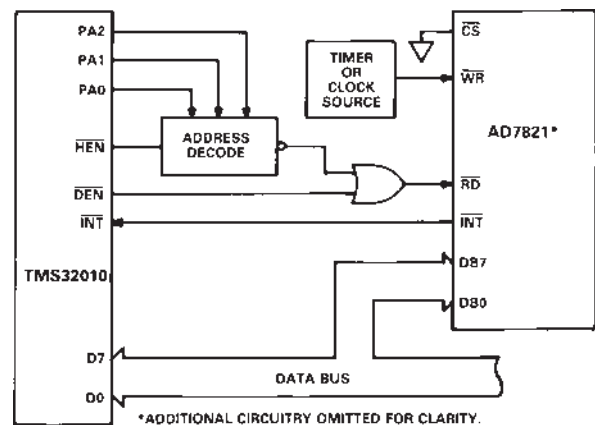 PA2
PA1
PA0
HEN
DEN
INT
TMS32010
D7
D0
ADDRESS
DECODE
TIMER
OR
CLOCK
SOURCE
CS
WR
AD7821*
RD
INT
DB7
DB0
DATA BUS
*ADDITIONAL CIRCUITRY OMITTED FOR CLARITY.